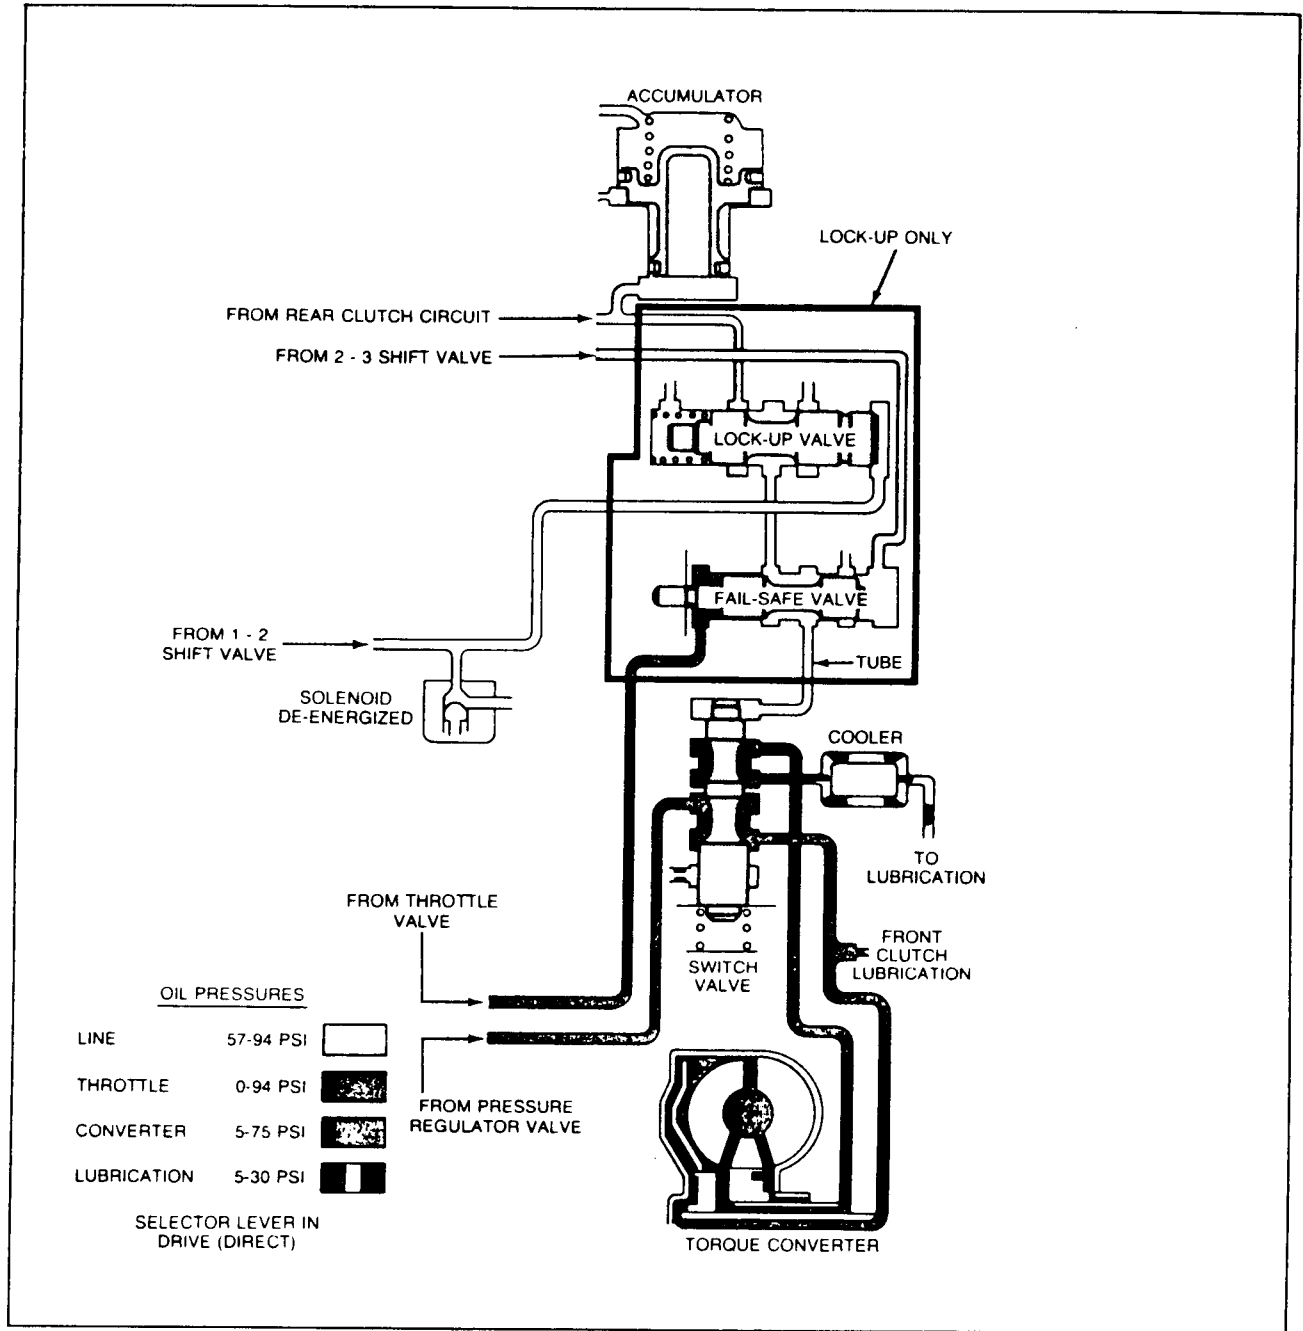 ACCUMULATOR
LOCK-UP ONLY
FROM REAR CLUTCH CIRCUIT
FROM 2 - 3 SHIFT VALVE
LOCK-UP VALVE
FAIL-SAFE VALVE
FROM 1 - 2
SHIFT VALVE
TUBE
SOLENOID
DE-ENERGIZED
COOLER
TO
LUBRICATION
FROM THROTTLE
VALVE
FRONT
CLUTCH
LUBRICATION
SWITCH
VALVE
OIL PRESSURES
LINE 57-94 PSI
THROTTLE 0-94 PSI
CONVERTER 5-75 PSI
LUBRICATION 5-30 PSI
FROM PRESSURE
REGULATOR VALVE
SELECTOR LEVER IN
DRIVE (DIRECT)
TORQUE CONVERTER